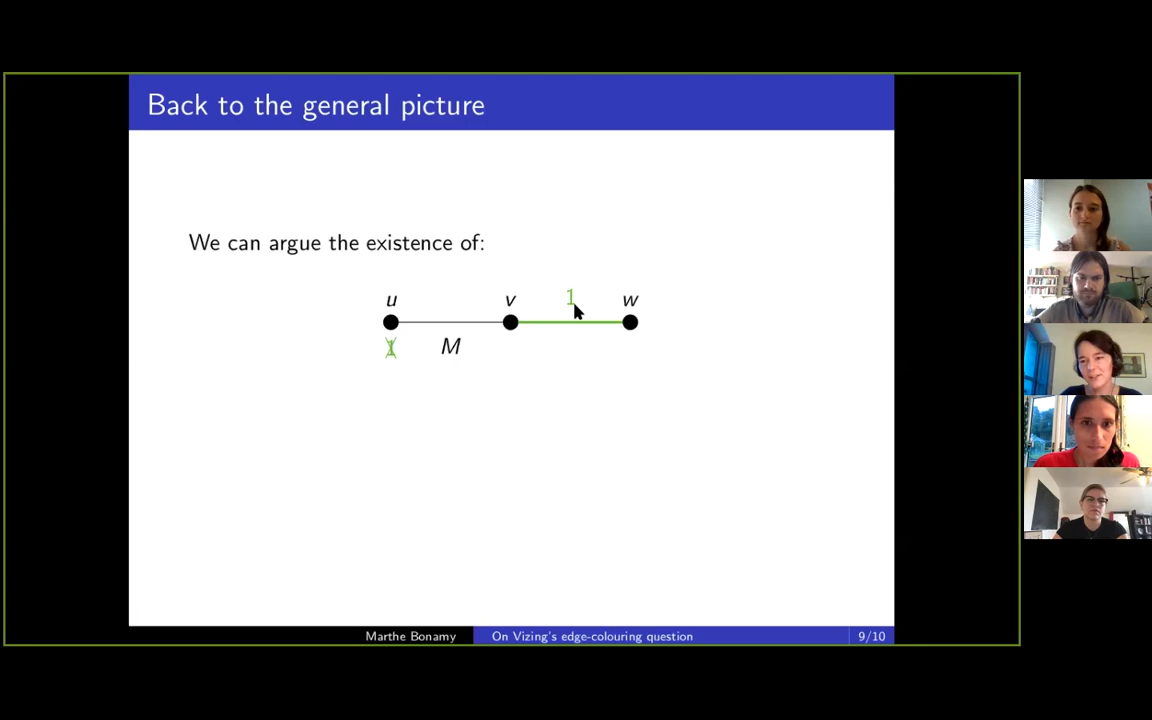 Back to the general picture
We can argue the existence of:
u v 1 w
1 M
Marthe Bonamy On Vizing's edge-colouring question 9/10